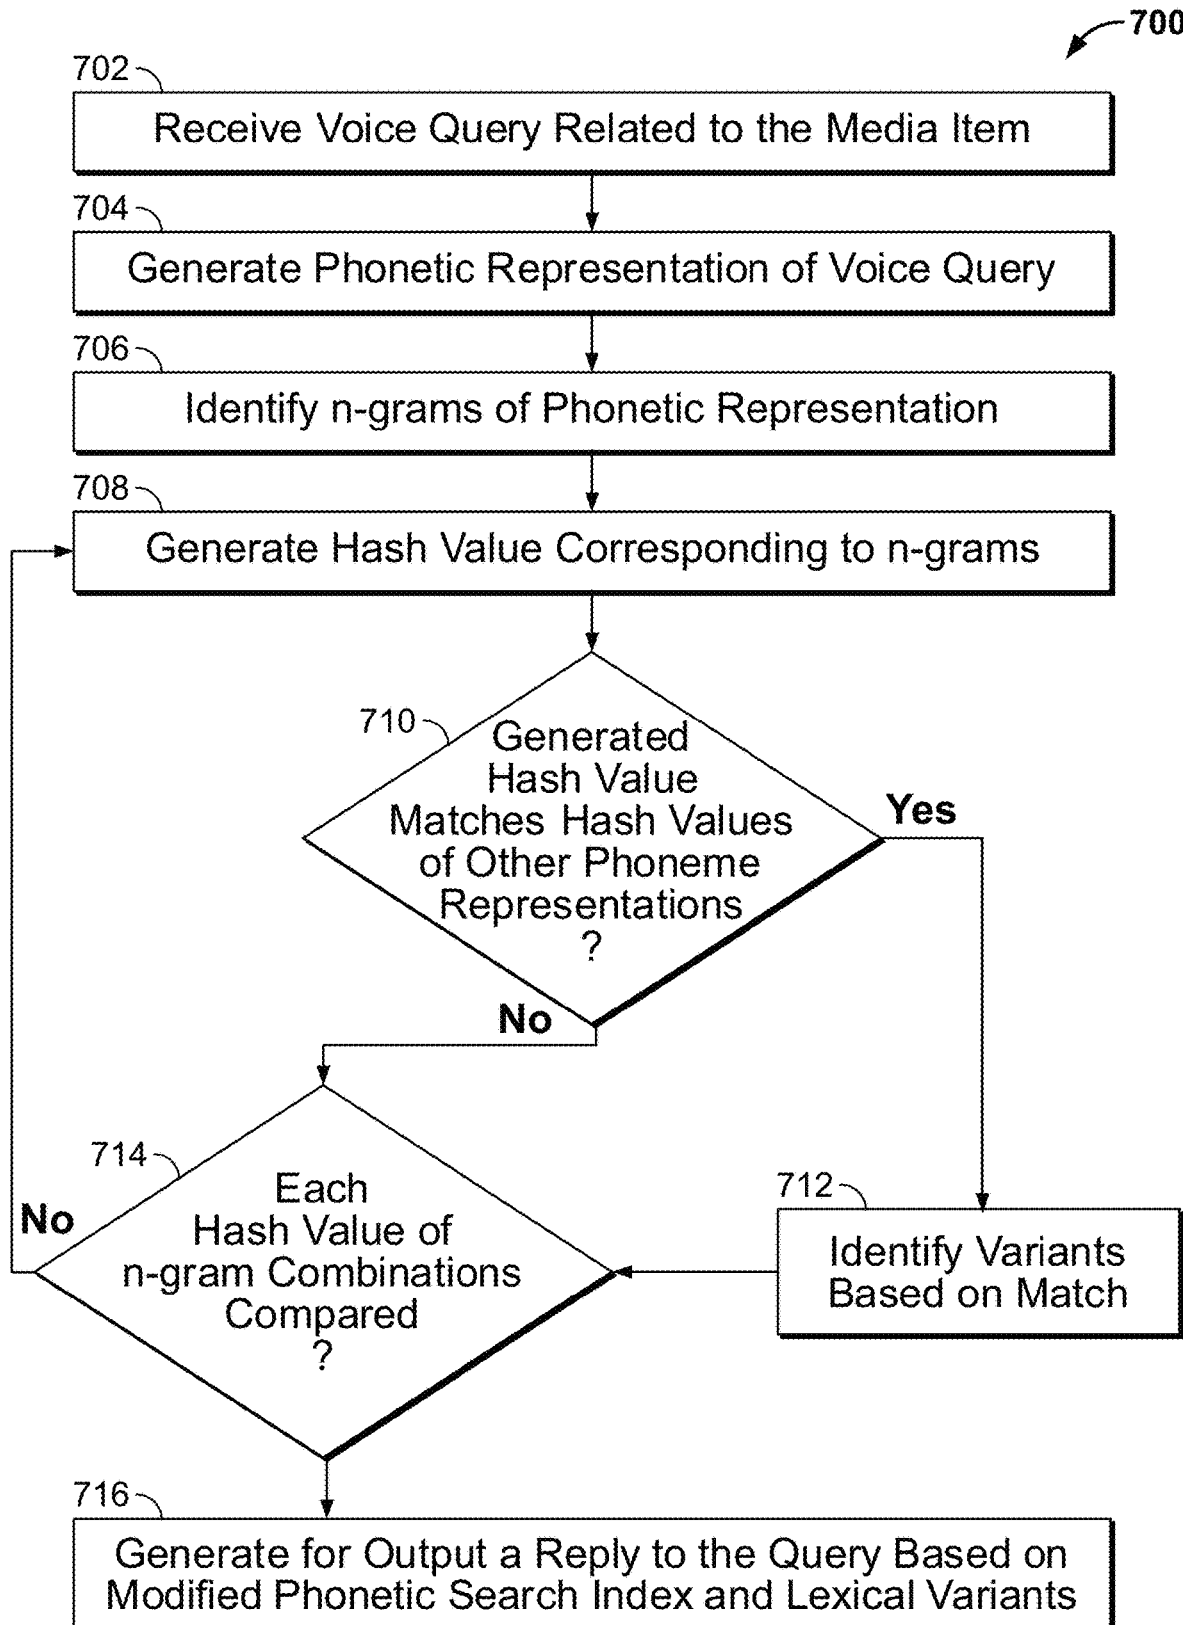 700
702
Receive Voice Query Related to the Media Item
704
Generate Phonetic Representation of Voice Query
706
Identify n-grams of Phonetic Representation
708
Generate Hash Value Corresponding to n-grams
710
Generated
Hash Value
Matches Hash Values
of Other Phoneme
Representations
?
Yes
No
714
Each
Hash Value of
n-gram Combinations
Compared
?
No
712
Identify Variants
Based on Match
716
Generate for Output a Reply to the Query Based on
Modified Phonetic Search Index and Lexical Variants